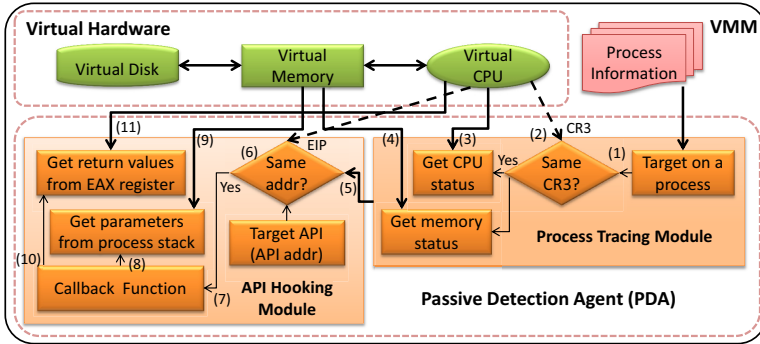 Virtual Hardware
VMM
Virtual Disk
Virtual
Memory
Virtual
CPU
Process
Information
(11)
(9)
(6)
EIP
(4)
(3)
(2)
CR3
Get return values
from EAX register
Yes
Same
addr?
(5)
Get CPU
status
Yes
Same
CR3?
(1)
Target on a
process
Get parameters
from process stack
Target API
(API addr)
Get memory
status
Process Tracing Module
(10)
(8)
Callback Function
(7)
API Hooking
Module
Passive Detection Agent (PDA)